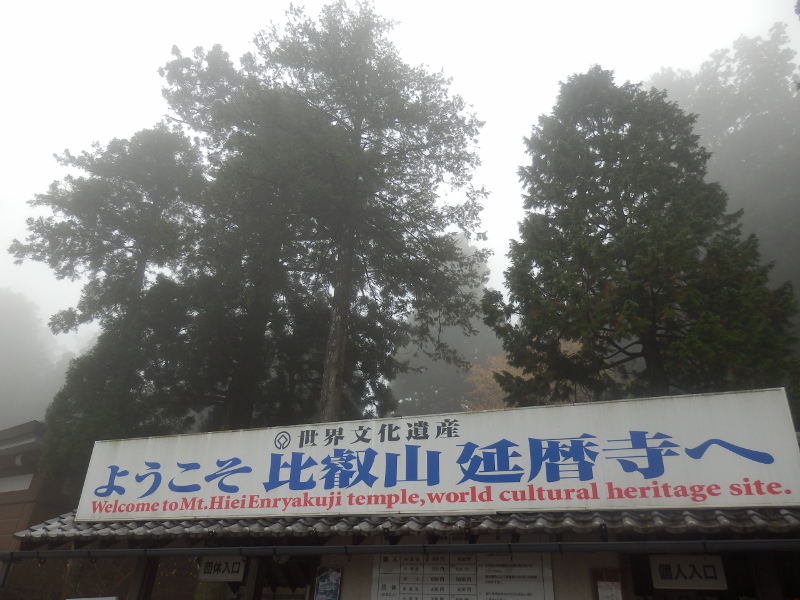 世界文化遺産
ようこそ 比叡山 延暦寺へ
Welcome to Mt.Hiei Enryakuji temple, world cultural heritage site.
団体入口
個人入口